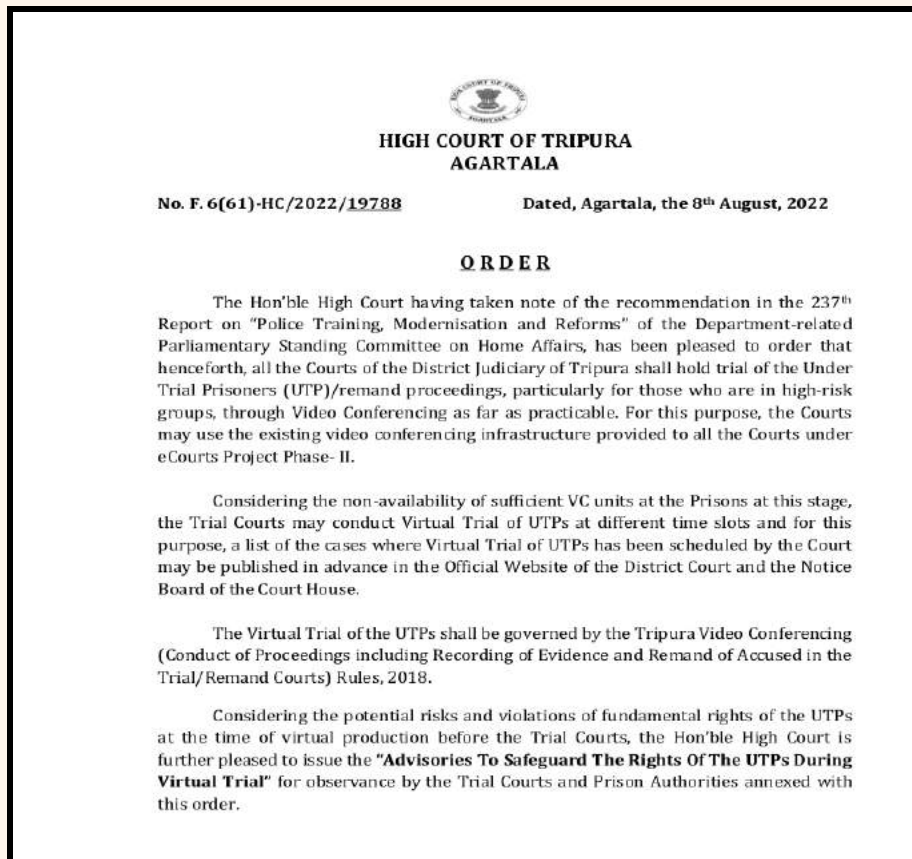 HIGH COURT OF TRIPURA
AGARTALA
HIGH COURT OF TRIPURA
AGARTALA
No. F. 6(61)-HC/2022/19788 Dated, Agartala, the 8th August, 2022
O R D E R
The Hon'ble High Court having taken note of the recommendation in the 237th
Report on "Police Training, Modernisation and Reforms" of the Department-related
Parliamentary Standing Committee on Home Affairs, has been pleased to order that
henceforth, all the Courts of the District Judiciary of Tripura shall hold trial of the Under
Trial Prisoners (UTP)/remand proceedings, particularly for those who are in high-risk
groups, through Video Conferencing as far as practicable. For this purpose, the Courts
may use the existing video conferencing infrastructure provided to all the Courts under
eCourts Project Phase- II.
Considering the non-availability of sufficient VC units at the Prisons at this stage,
the Trial Courts may conduct Virtual Trial of UTPs at different time slots and for this
purpose, a list of the cases where Virtual Trial of UTPs has been scheduled by the Court
may be published in advance in the Official Website of the District Court and the Notice
Board of the Court House.
The Virtual Trial of the UTPs shall be governed by the Tripura Video Conferencing
(Conduct of Proceedings including Recording of Evidence and Remand of Accused in the
Trial/Remand Courts) Rules, 2018.
Considering the potential risks and violations of fundamental rights of the UTPs
at the time of virtual production before the Trial Courts, the Hon'ble High Court is
further pleased to issue the "Advisories To Safeguard The Rights Of The UTPs During
Virtual Trial" for observance by the Trial Courts and Prison Authorities annexed with
this order.